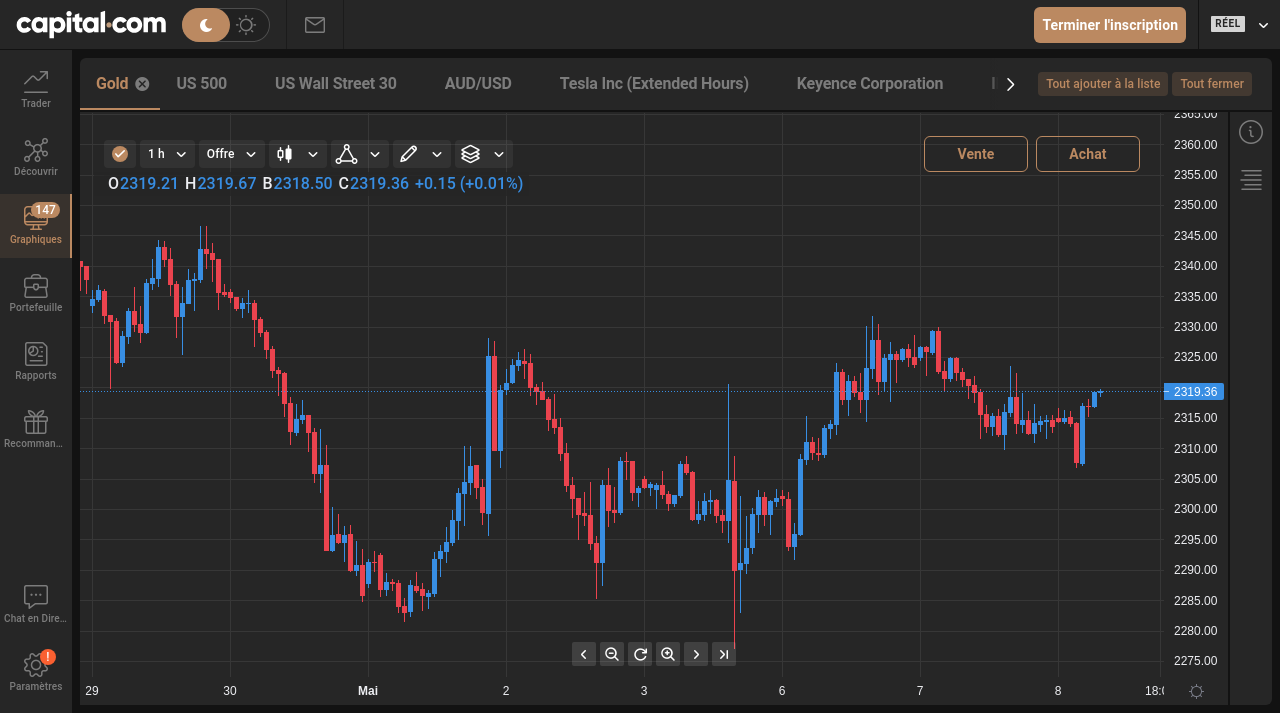 capital.com
Terminer l'inscription
RÉEL
Trader
Découvrir
147
Graphiques
Portefeuille
Rapports
Recomman...
Chat en Dire...
!
Paramètres
Gold
US 500
US Wall Street 30
AUD/USD
Tesla Inc (Extended Hours)
Keyence Corporation
Tout ajouter à la liste
Tout fermer
1 h
Offre
Vente
Achat
O2319.21 H2319.67 B2318.50 C2319.36 +0.15 (+0.01%)
2365.00
2360.00
2355.00
2350.00
2345.00
2340.00
2335.00
2330.00
2325.00
2319.36
2315.00
2310.00
2305.00
2300.00
2295.00
2290.00
2285.00
2280.00
2275.00
29
30
Mai
2
3
6
7
8
18:0